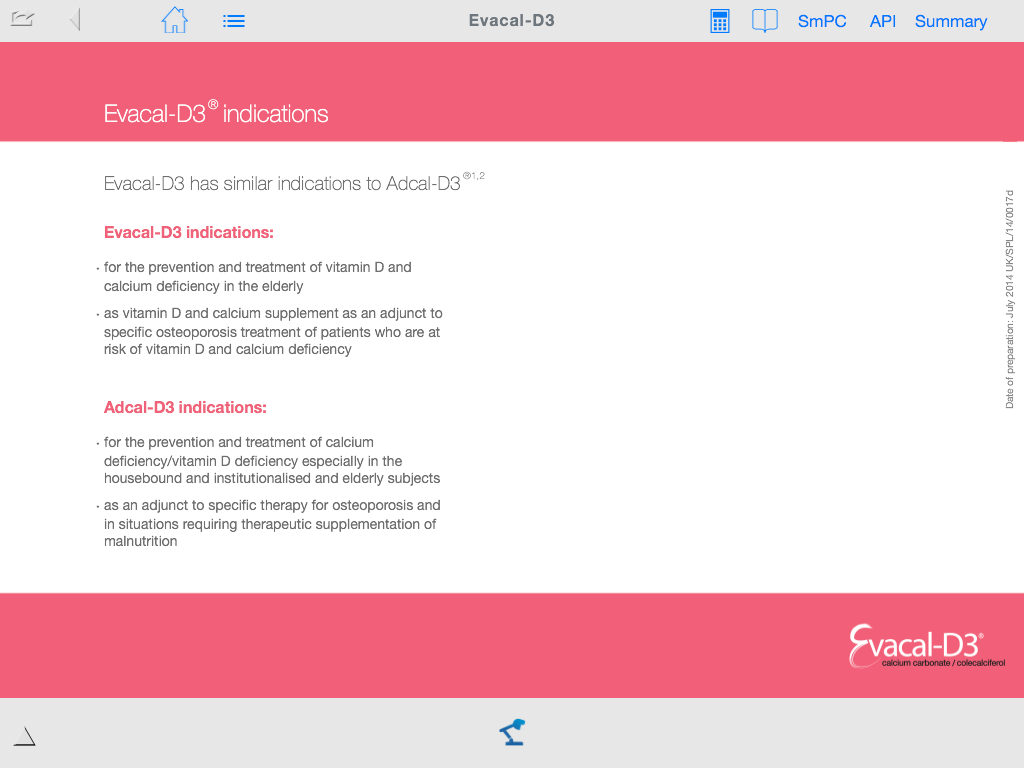 Evacal-D3
SmPC API Summary
Evacal-D3® indications
Evacal-D3 has similar indications to Adcal-D3®1,2
Evacal-D3 indications:
· for the prevention and treatment of vitamin D and
calcium deficiency in the elderly
· as vitamin D and calcium supplement as an adjunct to
specific osteoporosis treatment of patients who are at
risk of vitamin D and calcium deficiency
Adcal-D3 indications:
· for the prevention and treatment of calcium
deficiency/vitamin D deficiency especially in the
housebound and institutionalised and elderly subjects
· as an adjunct to specific therapy for osteoporosis and
in situations requiring therapeutic supplementation of
malnutrition
Date of preparation: July 2014 UK/SPL/14/0017d
Evacal-D3®
calcium carbonate / colecalciferol